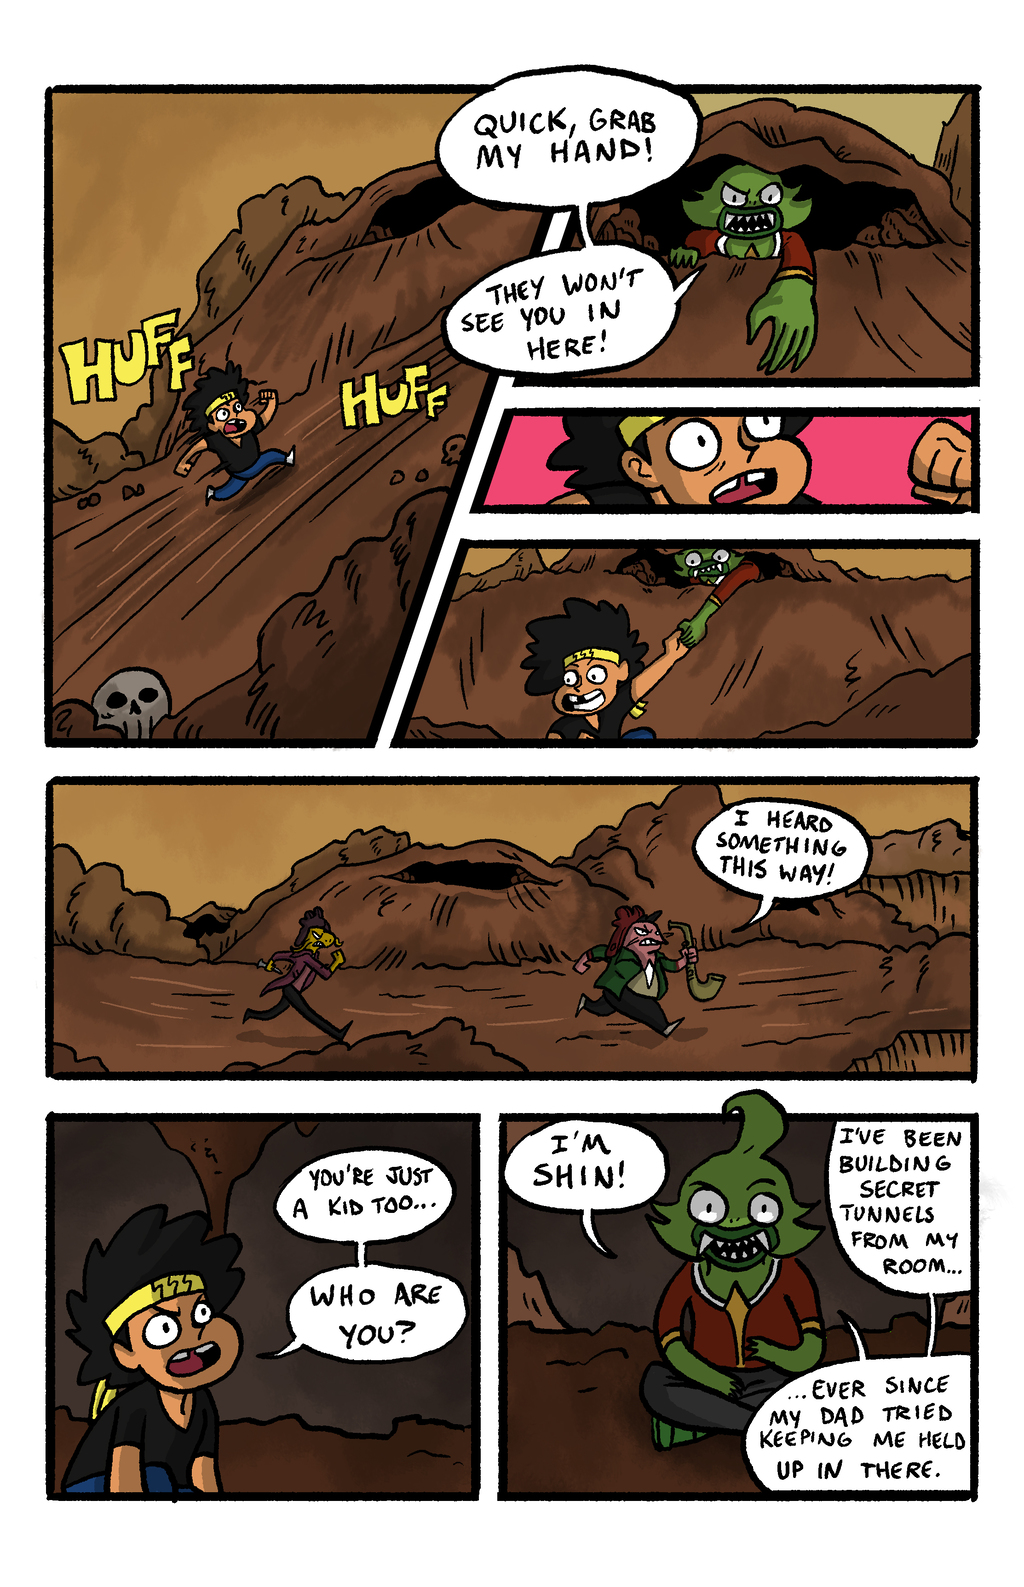 QUICK, GRAB
MY HAND!
THEY WON'T
SEE YOU IN
HERE!
HUFF
HUFF
I HEARD
SOMETHING
THIS WAY!
YOU'RE JUST
A KID TOO...
WHO ARE
YOU?
I'M
SHIN!
I'VE BEEN
BUILDING
SECRET
TUNNELS
FROM MY
ROOM...
...EVER SINCE
MY DAD TRIED
KEEPING ME HELD
UP IN THERE.